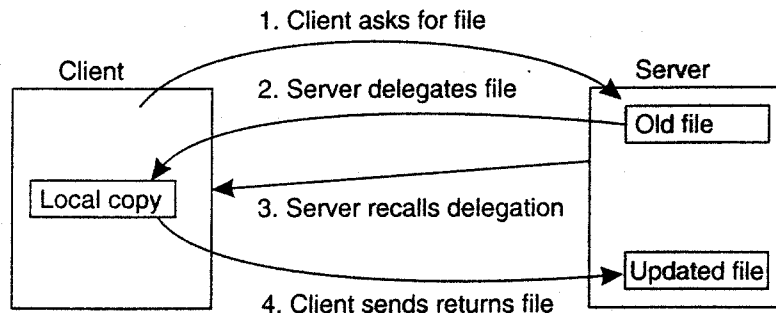 1. Client asks for file
Client
Server
2. Server delegates file
Old file
Local copy
3. Server recalls delegation
Updated file
4. Client sends returns file